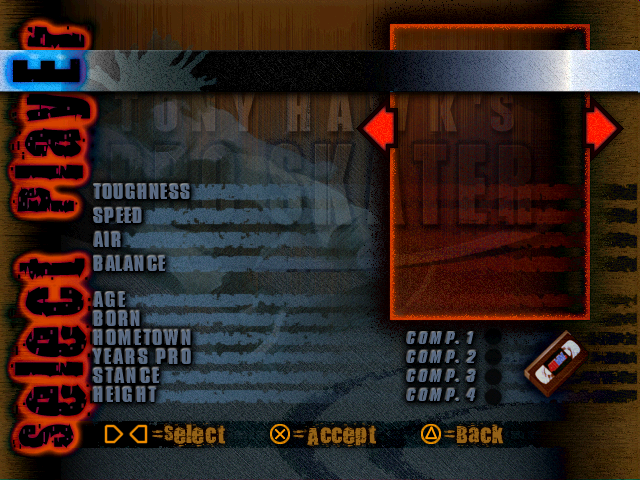 select player
TONY HAWK'S
PRO SKATER
TOUGHNESS
SPEED
AIR
BALANCE
AGE
BORN
HOMETOWN
YEARS PRO
STANCE
HEIGHT
COMP. 1
COMP. 2
COMP. 3
COMP. 4
=Select
=Accept
=Back